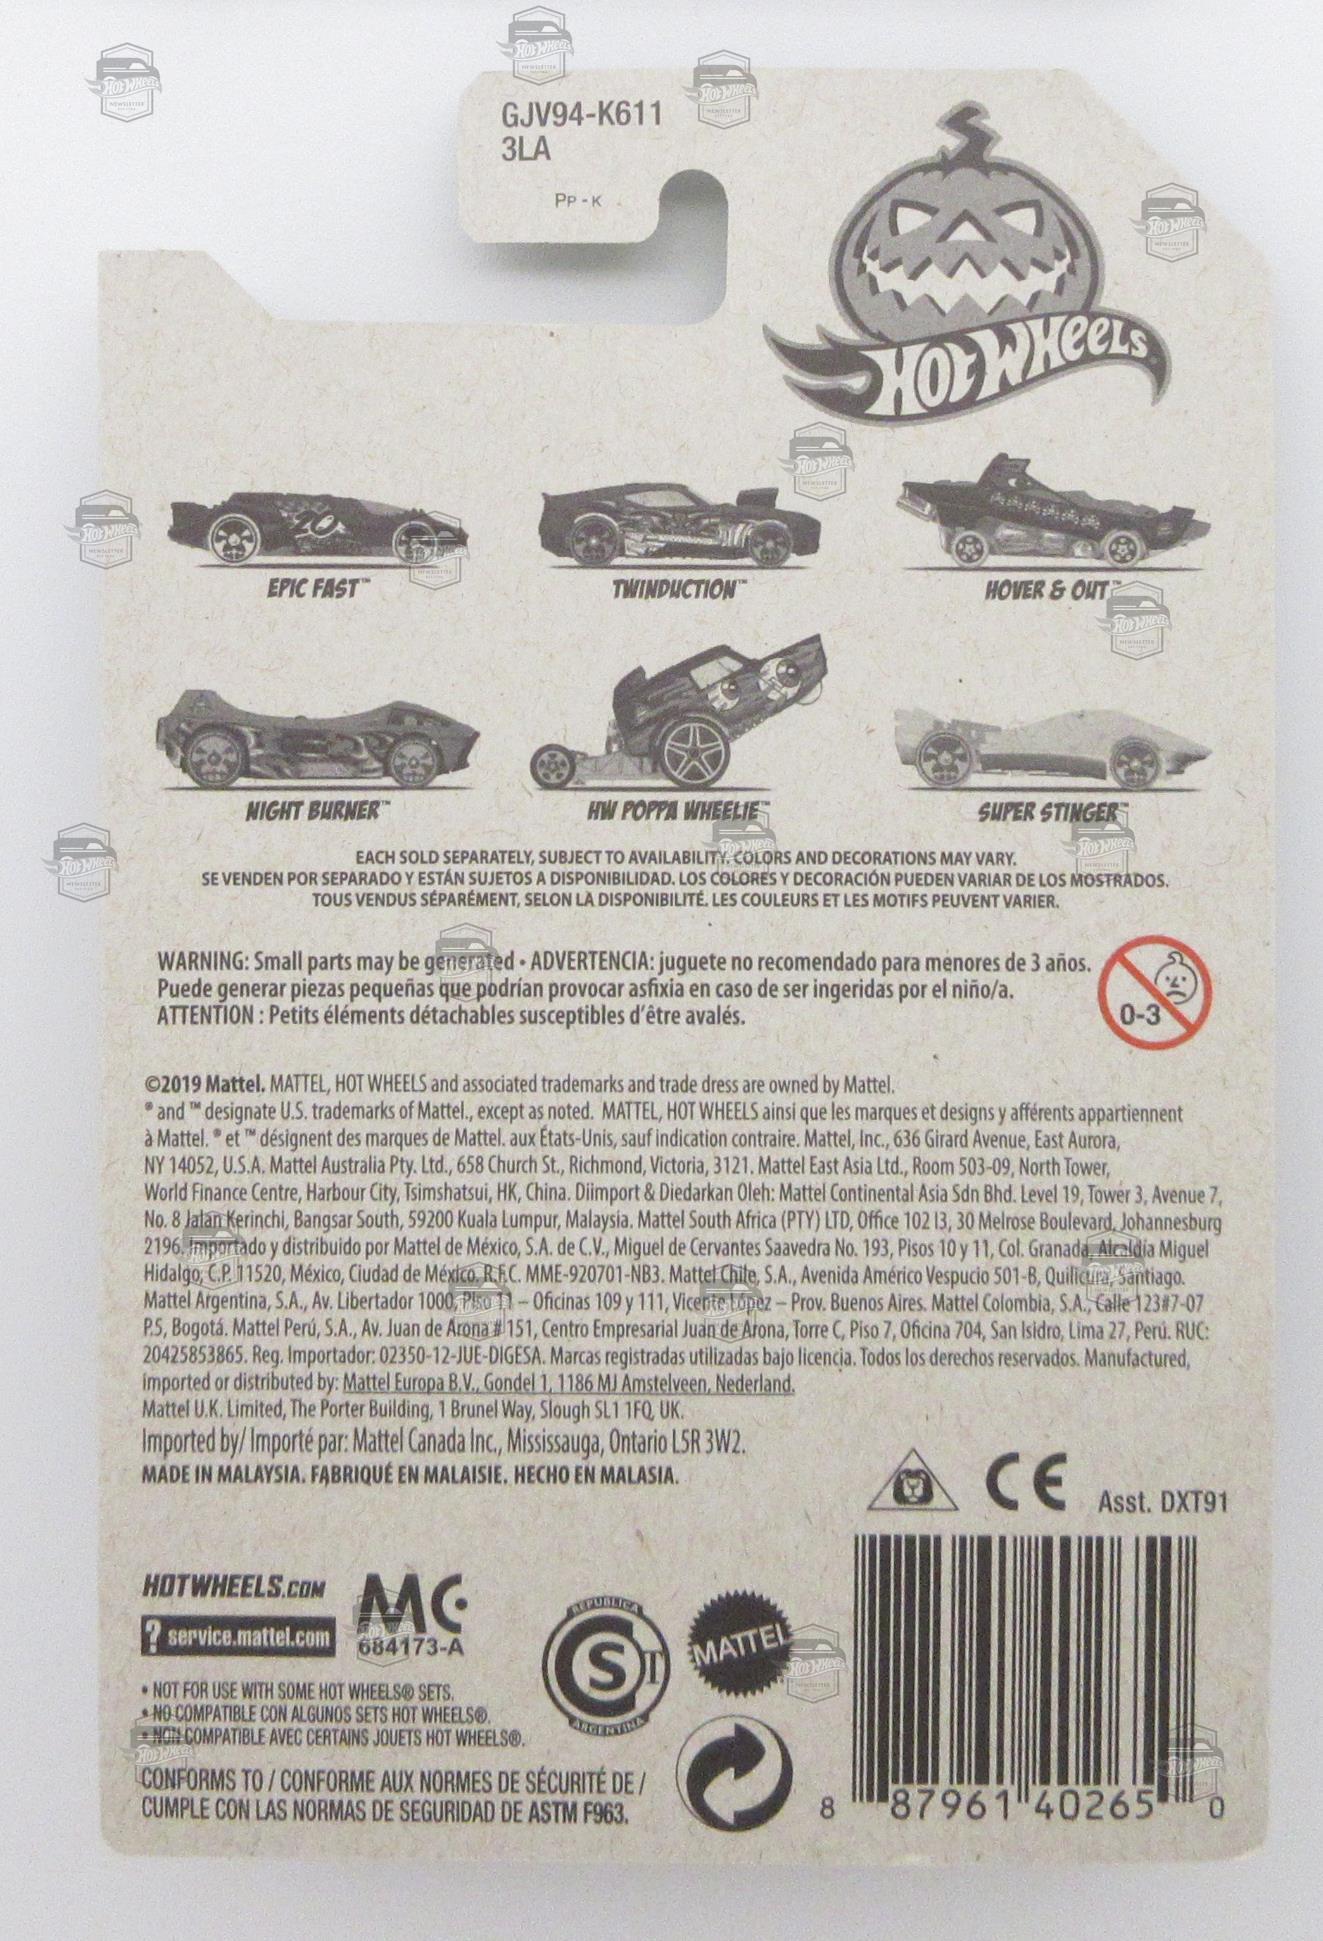 GJV94-K611
3LA
PP - K
HOT WHEELS
EPIC FAST™
TWINDUCTION™
HOVER & OUT™
NIGHT BURNER™
HW POPPA WHEELIE™
SUPER STINGER™
EACH SOLD SEPARATELY, SUBJECT TO AVAILABILITY. COLORS AND DECORATIONS MAY VARY.
SE VENDEN POR SEPARADO Y ESTÁN SUJETOS A DISPONIBILIDAD. LOS COLORES Y DECORACIÓN PUEDEN VARIAR DE LOS MOSTRADOS.
TOUS VENDUS SÉPARÉMENT, SELON LA DISPONIBILITÉ. LES COULEURS ET LES MOTIFS PEUVENT VARIER.
WARNING: Small parts may be generated • ADVERTENCIA: juguete no recomendado para menores de 3 años.
Puede generar piezas pequeñas que podrían provocar asfixia en caso de ser ingeridas por el niño/a.
ATTENTION : Petits éléments détachables susceptibles d'être avalés.
0-3
©2019 Mattel. MATTEL, HOT WHEELS and associated trademarks and trade dress are owned by Mattel.
® and ™ designate U.S. trademarks of Mattel., except as noted. MATTEL, HOT WHEELS ainsi que les marques et designs y afférents appartiennent
à Mattel. ® et ™ désignent des marques de Mattel. aux États-Unis, sauf indication contraire. Mattel, Inc., 636 Girard Avenue, East Aurora,
NY 14052, U.S.A. Mattel Australia Pty. Ltd., 658 Church St., Richmond, Victoria, 3121. Mattel East Asia Ltd., Room 503-09, North Tower,
World Finance Centre, Harbour City, Tsimshatsui, HK, China. Diimport & Diedarkan Oleh: Mattel Continental Asia Sdn Bhd. Level 19, Tower 3, Avenue 7,
No. 8 Jalan Kerinchi, Bangsar South, 59200 Kuala Lumpur, Malaysia. Mattel South Africa (PTY) LTD, Office 102 I3, 30 Melrose Boulevard, Johannesburg
2196. Importado y distribuido por Mattel de México, S.A. de C.V., Miguel de Cervantes Saavedra No. 193, Pisos 10 y 11, Col. Granada, Alcaldía Miguel
Hidalgo, C.P. 11520, México, Ciudad de México. R.F.C. MME-920701-NB3. Mattel Chile, S.A., Avenida Américo Vespucio 501-B, Quilicura, Santiago.
Mattel Argentina, S.A., Av. Libertador 1000, Piso 11 – Oficinas 109 y 111, Vicente López – Prov. Buenos Aires. Mattel Colombia, S.A., Calle 123#7-07
P.5, Bogotá. Mattel Perú, S.A., Av. Juan de Arona # 151, Centro Empresarial Juan de Arona, Torre C, Piso 7, Oficina 704, San Isidro, Lima 27, Perú. RUC:
20425853865. Reg. Importador: 02350-12-JUE-DIGESA. Marcas registradas utilizadas bajo licencia. Todos los derechos reservados. Manufactured,
imported or distributed by: Mattel Europa B.V., Gondel 1, 1186 MJ Amstelveen, Nederland.
Mattel U.K. Limited, The Porter Building, 1 Brunel Way, Slough SL1 1FQ, UK.
Imported by/ Importé par: Mattel Canada Inc., Mississauga, Ontario L5R 3W2.
MADE IN MALAYSIA. FABRIQUÉ EN MALAISIE. HECHO EN MALASIA.
CE
Asst. DXT91
HOTWHEELS.COM
? service.mattel.com
MC
684173-A
REPUBLICA
CST
ARGENTINA
MATTEL
• NOT FOR USE WITH SOME HOT WHEELS® SETS.
• NO COMPATIBLE CON ALGUNOS SETS HOT WHEELS®.
• NON COMPATIBLE AVEC CERTAINS JOUETS HOT WHEELS®.
CONFORMS TO / CONFORME AUX NORMES DE SÉCURITÉ DE /
CUMPLE CON LAS NORMAS DE SEGURIDAD DE ASTM F963.
8 87961 40265 0